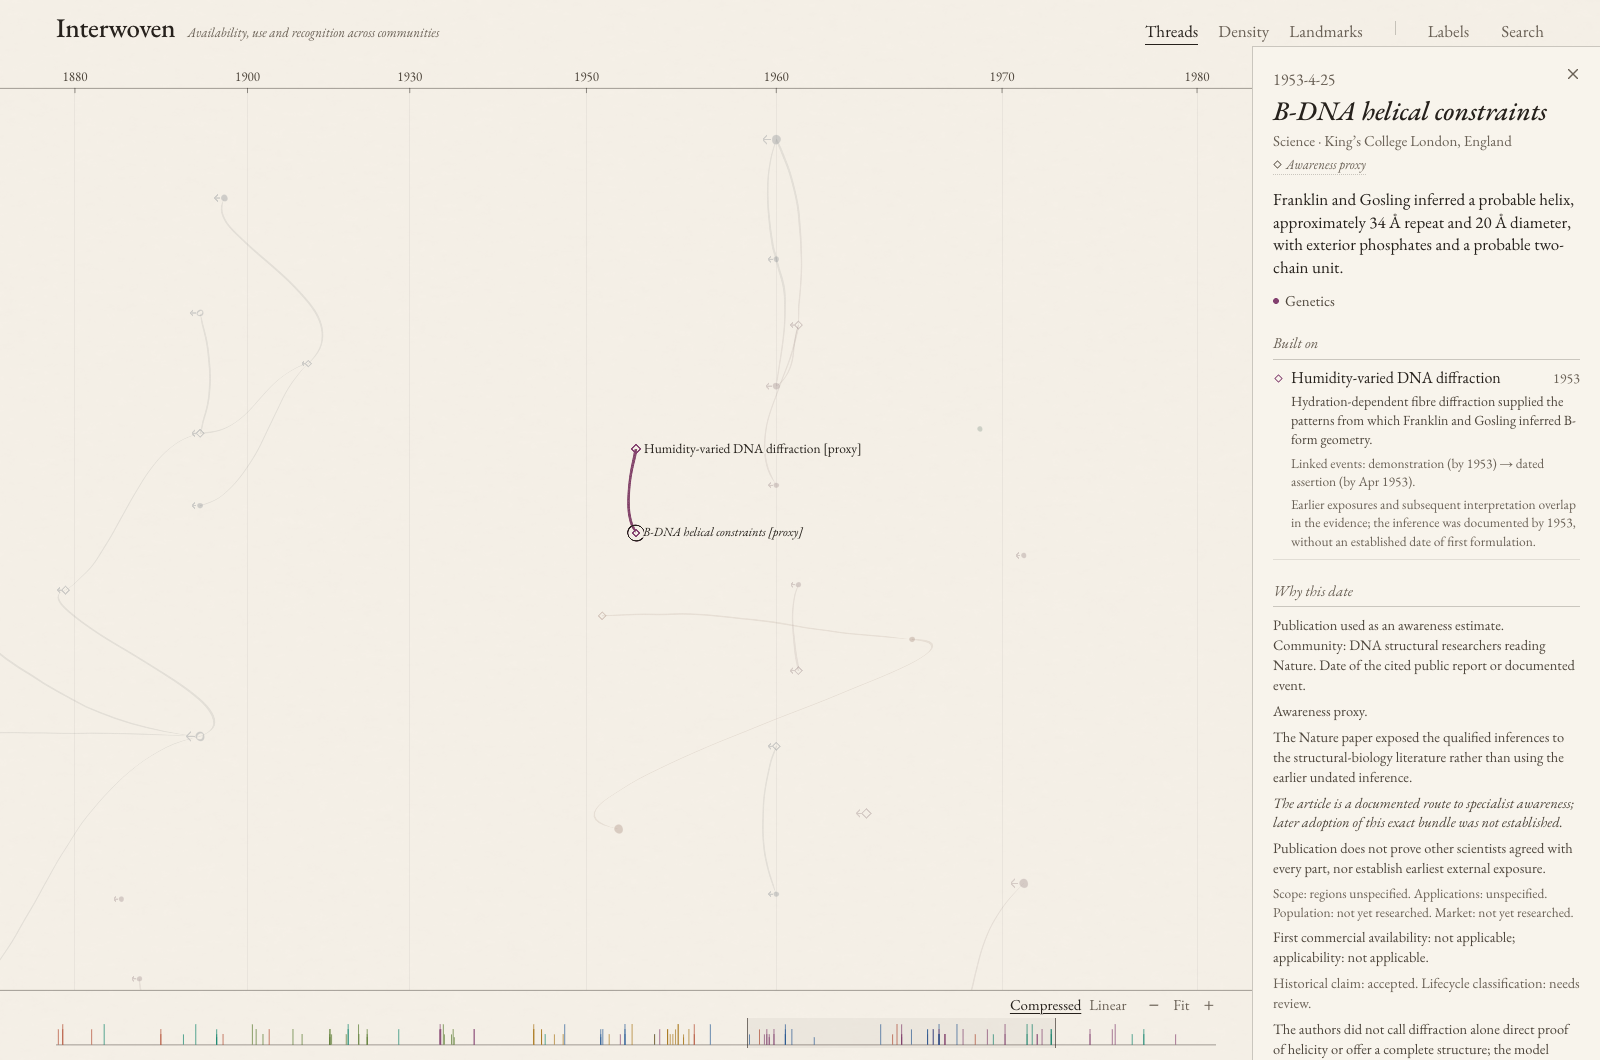 Interwoven Availability, use and recognition across communities
Threads Density Landmarks Labels Search
1880 1900 1930 1950 1960 1970 1980
Humidity-varied DNA diffraction [proxy]
B-DNA helical constraints [proxy]
1953-4-25
B-DNA helical constraints
Science · King’s College London, England
Awareness proxy
Franklin and Gosling inferred a probable helix,
approximately 34 Å repeat and 20 Å diameter,
with exterior phosphates and a probable two-
chain unit.
Genetics
Built on
Humidity-varied DNA diffraction 1953
Hydration-dependent fibre diffraction supplied the
patterns from which Franklin and Gosling inferred B-
form geometry.
Linked events: demonstration (by 1953) → dated
assertion (by Apr 1953).
Earlier exposures and subsequent interpretation overlap
in the evidence; the inference was documented by 1953,
without an established date of first formulation.
Why this date
Publication used as an awareness estimate.
Community: DNA structural researchers reading
Nature. Date of the cited public report or documented
event.
Awareness proxy.
The Nature paper exposed the qualified inferences to
the structural-biology literature rather than using the
earlier undated inference.
The article is a documented route to specialist awareness;
later adoption of this exact bundle was not established.
Publication does not prove other scientists agreed with
every part, nor establish earliest external exposure.
Scope: regions unspecified. Applications: unspecified.
Population: not yet researched. Market: not yet researched.
First commercial availability: not applicable;
applicability: not applicable.
Historical claim: accepted. Lifecycle classification: needs
review.
The authors did not call diffraction alone direct proof
of helicity or offer a complete structure; the model
Compressed Linear − Fit +